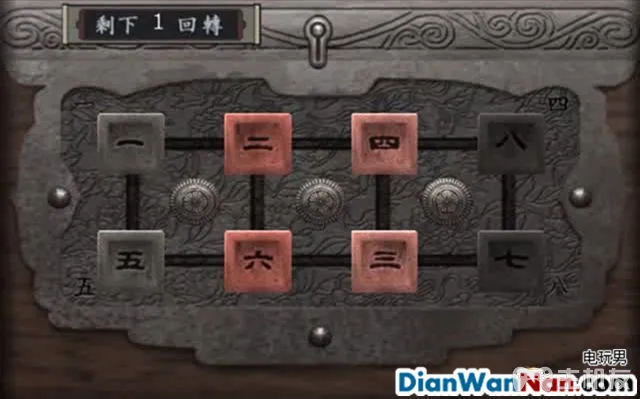 剩下 1 回轉
一 四
一 二 四 八
五 六 三 七
五 八
电玩男
DianWanNan.com